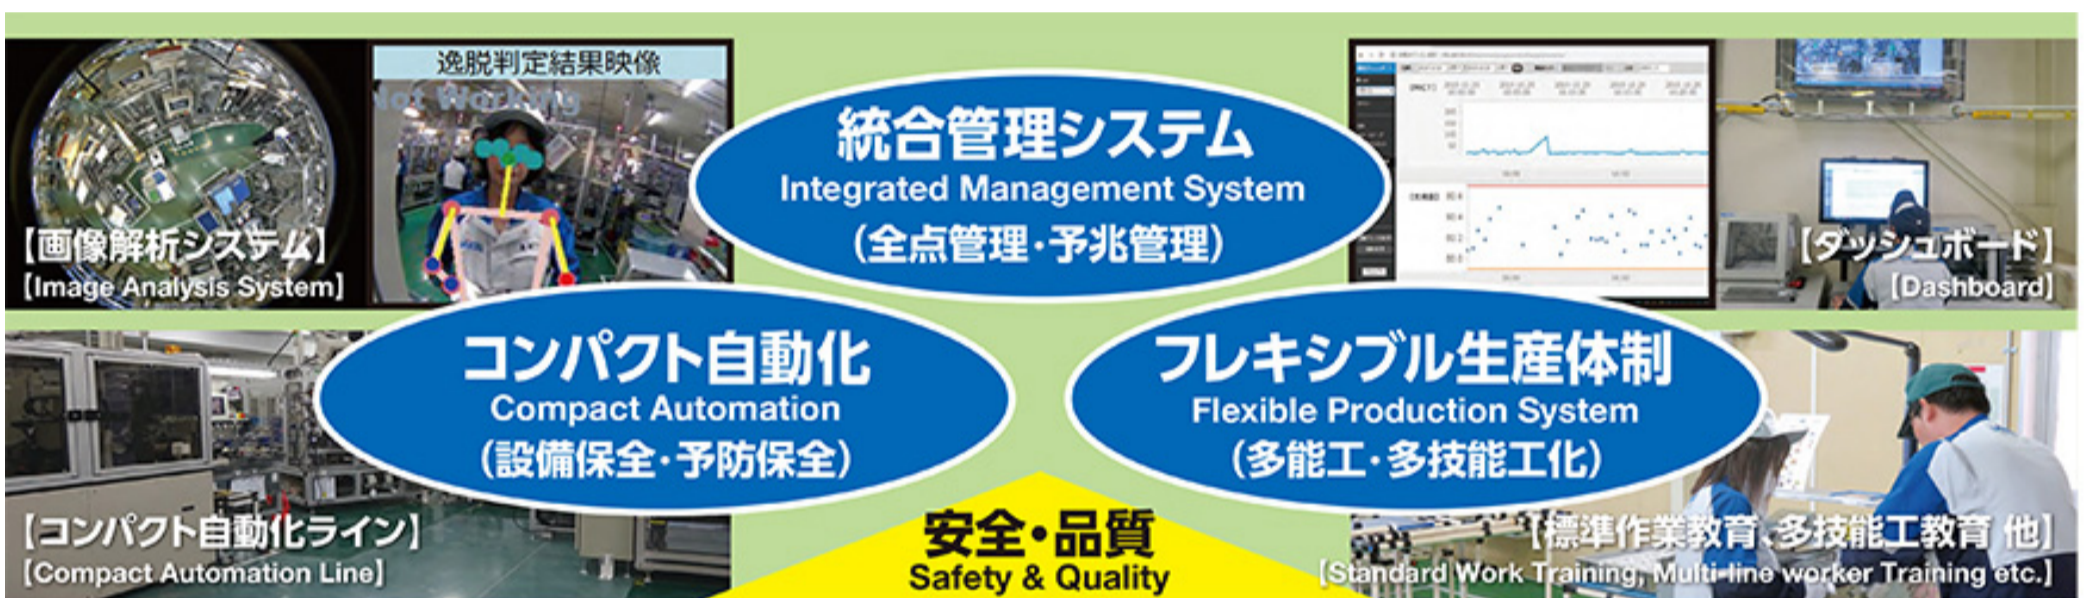 逸脱判定結果映像
Not Working
【画像解析システム】
[Image Analysis System]
統合管理システム
Integrated Management System
(全点管理・予兆管理)
【ダッシュボード】
[Dashboard]
コンパクト自動化
Compact Automation
(設備保全・予防保全)
フレキシブル生産体制
Flexible Production System
(多能工・多技能工化)
【コンパクト自動化ライン】
[Compact Automation Line]
安全・品質
Safety & Quality
【標準作業教育、多技能工教育 他】
[Standard Work Training, Multi-line worker Training etc.]